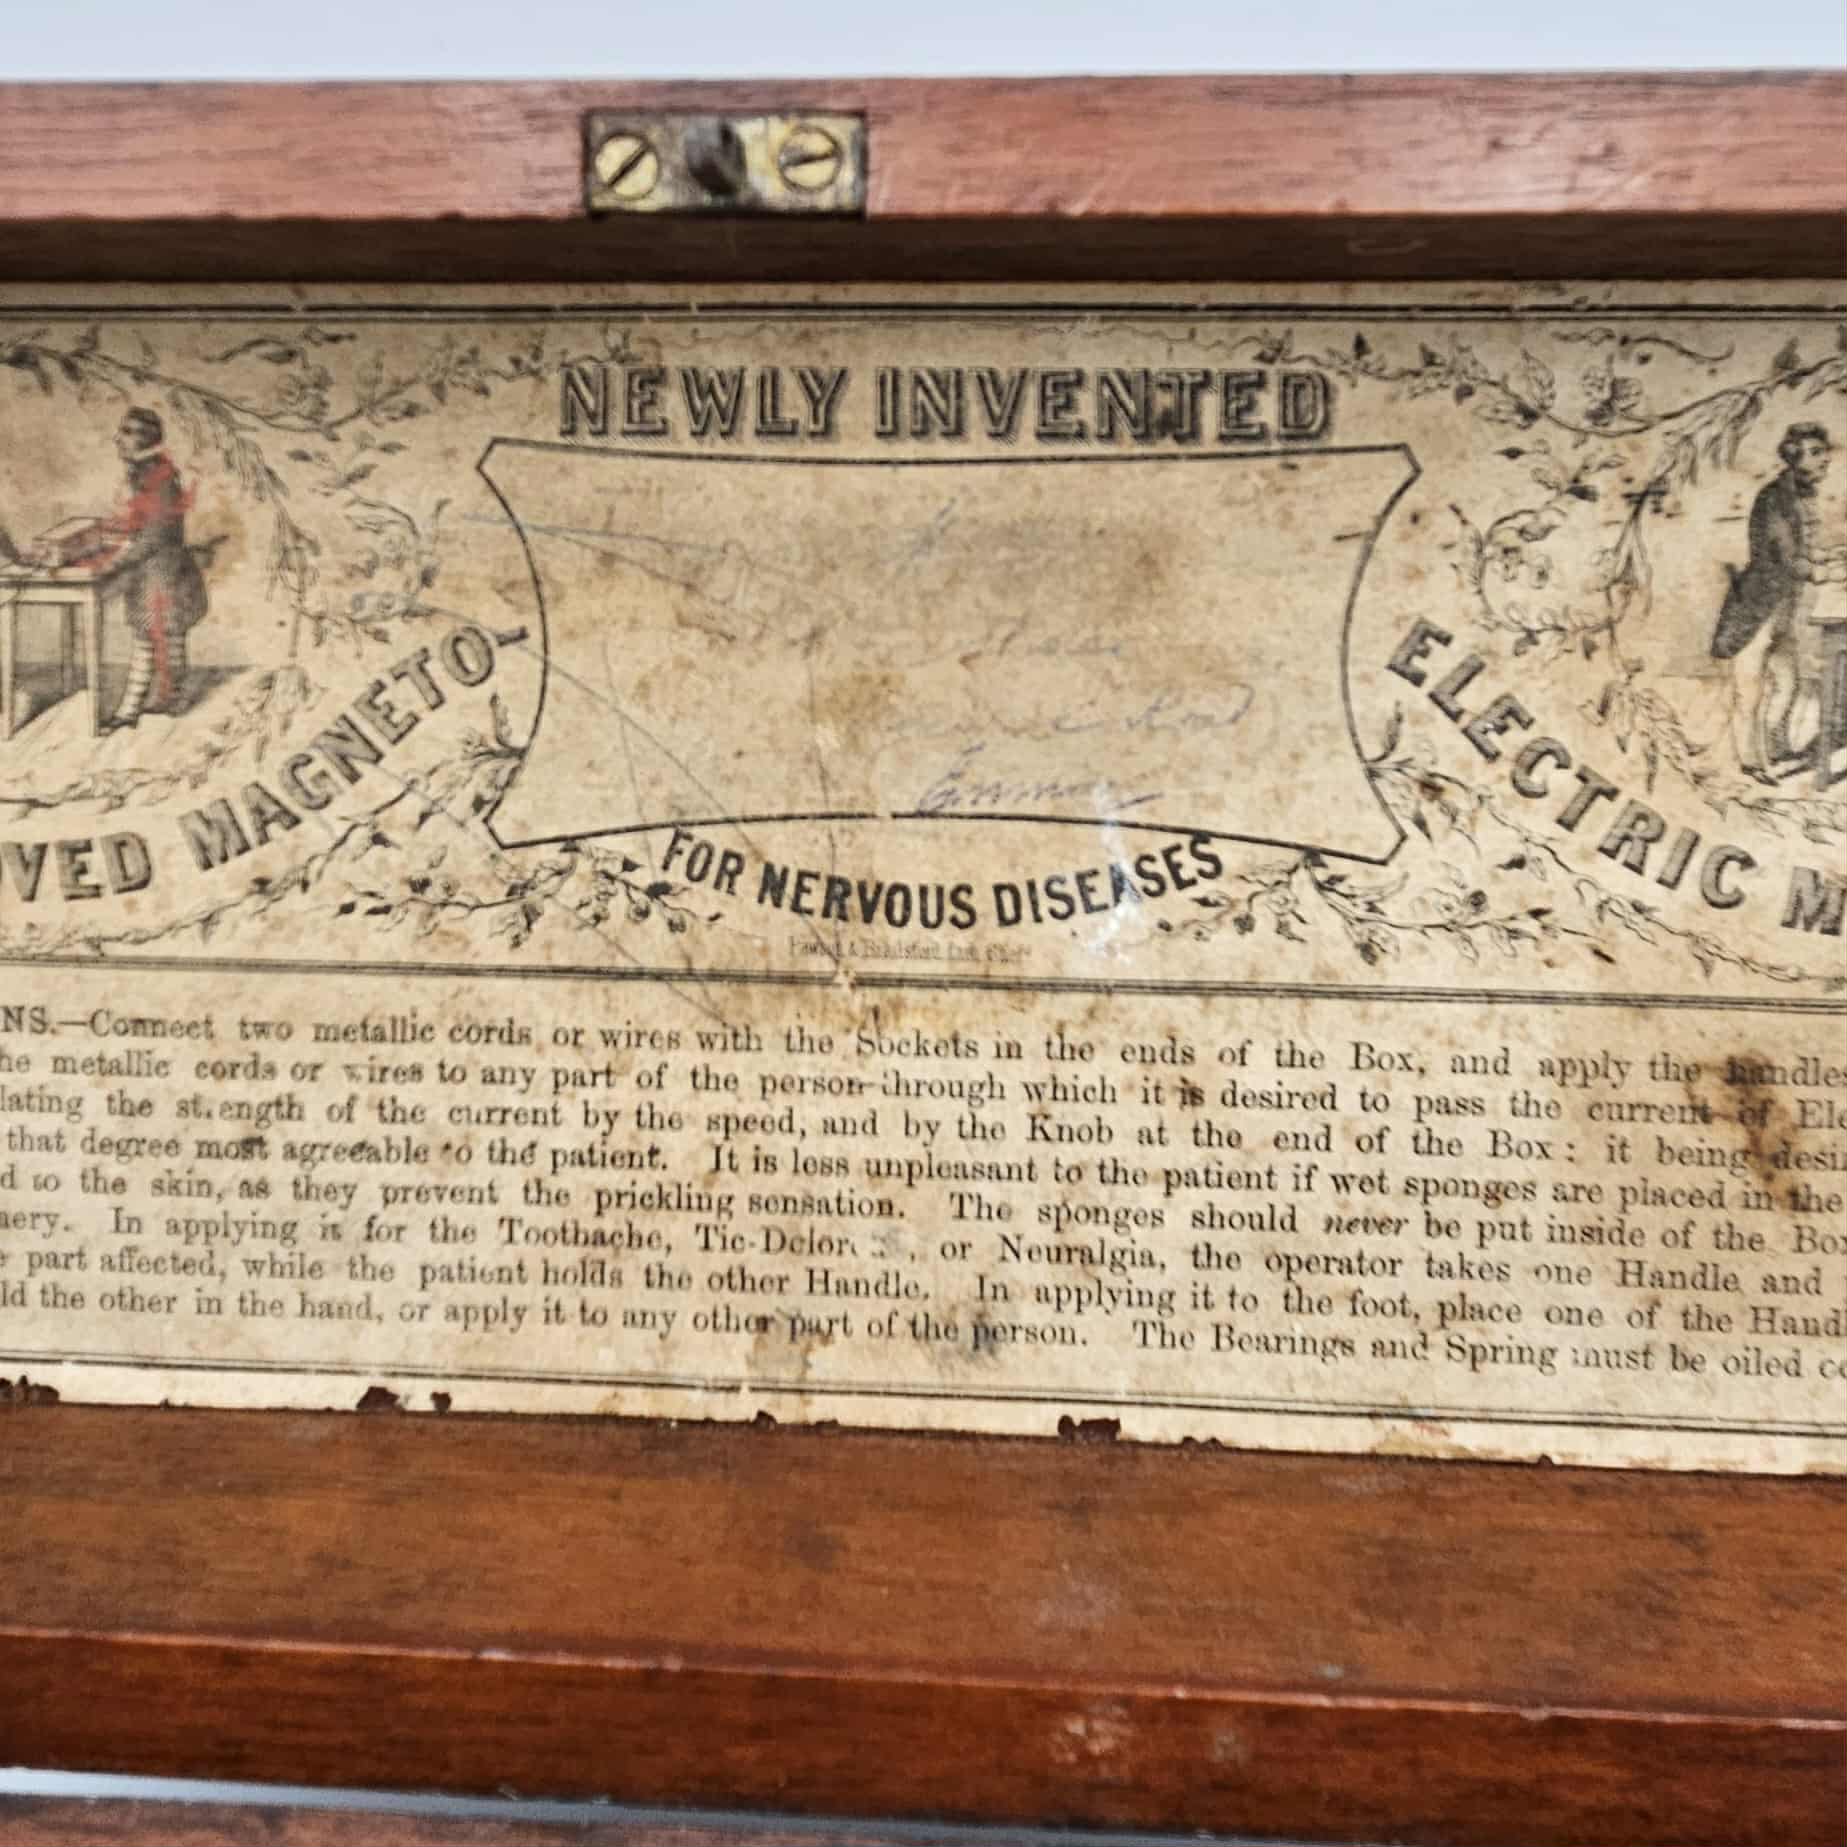 NEWLY INVENTED
OVED MAGNETO-
ELECTRIC M
FOR NERVOUS DISEASES
NS.—Connect two metallic cords or wires with the Sockets in the ends of the Box, and apply the handles
he metallic cords or wires to any part of the person through which it is desired to pass the current of Ele
lating the strength of the current by the speed, and by the Knob at the end of the Box: it being desir
that degree most agreeable to the patient. It is less unpleasant to the patient if wet sponges are placed in the
d to the skin, as they prevent the prickling sensation. The sponges should never be put inside of the Box
nery. In applying it for the Toothache, Tic-Dolor , or Neuralgia, the operator takes one Handle and
part affected, while the patient holds the other Handle. In applying it to the foot, place one of the Handl
ld the other in the hand, or apply it to any other part of the person. The Bearings and Spring must be oiled